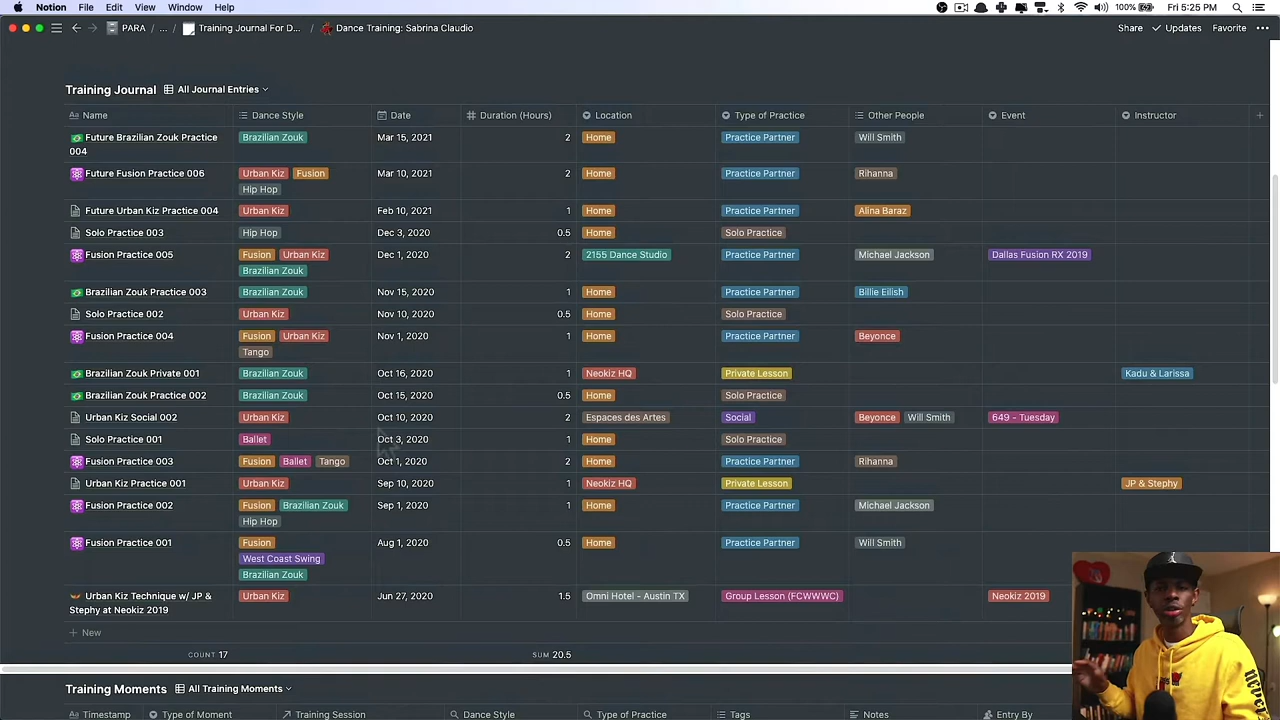 Notion File Edit View Window Help 100% Fri 5:25 PM
PARA / ... / Training Journal For D... / Dance Training: Sabrina Claudio Share Updates Favorite •••
Training Journal All Journal Entries
Aa Name Dance Style Date Duration (Hours) Location Type of Practice Other People Event Instructor +
Future Brazilian Zouk Practice Brazilian Zouk Mar 15, 2021 2 Home Practice Partner Will Smith
004
Future Fusion Practice 006 Urban Kiz Fusion Mar 10, 2021 2 Home Practice Partner Rihanna
Hip Hop
Future Urban Kiz Practice 004 Urban Kiz Feb 10, 2021 1 Home Practice Partner Alina Baraz
Solo Practice 003 Hip Hop Dec 3, 2020 0.5 Home Solo Practice
Fusion Practice 005 Fusion Urban Kiz Dec 1, 2020 2 2155 Dance Studio Practice Partner Michael Jackson Dallas Fusion RX 2019
Brazilian Zouk
Brazilian Zouk Practice 003 Brazilian Zouk Nov 15, 2020 1 Home Practice Partner Billie Eilish
Solo Practice 002 Urban Kiz Nov 10, 2020 0.5 Home Solo Practice
Fusion Practice 004 Fusion Urban Kiz Nov 1, 2020 1 Home Practice Partner Beyonce
Tango
Brazilian Zouk Private 001 Brazilian Zouk Oct 16, 2020 1 Neokiz HQ Private Lesson Kadu & Larissa
Brazilian Zouk Practice 002 Brazilian Zouk Oct 15, 2020 0.5 Home Solo Practice
Urban Kiz Social 002 Urban Kiz Oct 10, 2020 2 Espaces des Artes Social Beyonce Will Smith 649 - Tuesday
Solo Practice 001 Ballet Oct 3, 2020 1 Home Solo Practice
Fusion Practice 003 Fusion Ballet Tango Oct 1, 2020 2 Home Practice Partner Rihanna
Urban Kiz Practice 001 Urban Kiz Sep 10, 2020 1 Neokiz HQ Private Lesson JP & Stephy
Fusion Practice 002 Fusion Brazilian Zouk Sep 1, 2020 1 Home Practice Partner Michael Jackson
Hip Hop
Fusion Practice 001 Fusion Aug 1, 2020 0.5 Home Practice Partner Will Smith
West Coast Swing
Brazilian Zouk
Urban Kiz Technique w/ JP & Urban Kiz Jun 27, 2020 1.5 Omni Hotel - Austin TX Group Lesson (FCWWWC) Neokiz 2019
Stephy at Neokiz 2019
+ New
COUNT 17 SUM 20.5
Training Moments All Training Moments
Aa Timestamp Type of Moment Training Session Dance Style Type of Practice Tags Notes Entry By